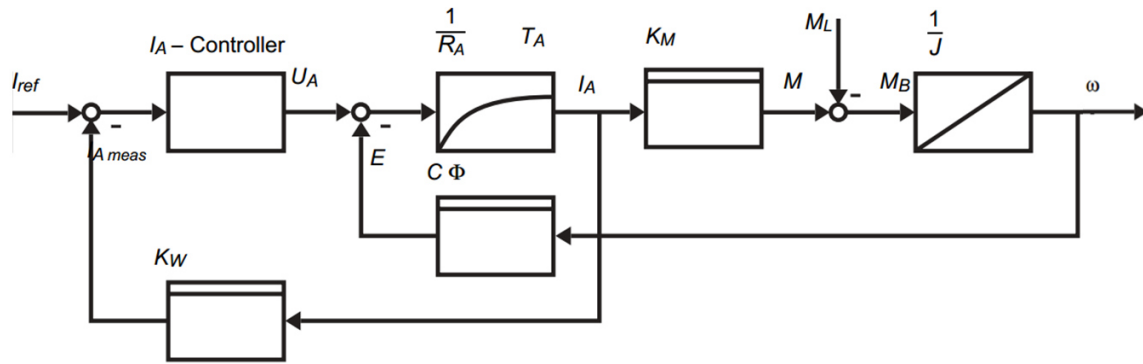 I_A – Controller
1
R_A
T_A
K_M
M_L
1
J
I_ref
U_A
I_A
M
M_B
ω
-
-
-
I_A meas
E
C Φ
K_W